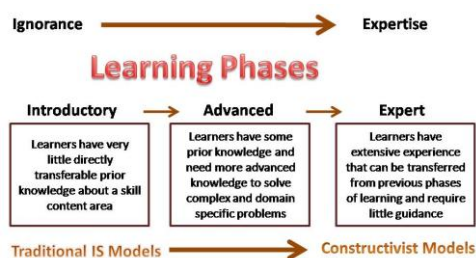 Ignorance Expertise
Learning Phases
Introductory Advanced Expert
Learners have very
little directly
transferable prior
knowledge about a skill
content area
Learners have some
prior knowledge and
need more advanced
knowledge to solve
complex and domain
specific problems
Learners have
extensive experience
that can be transferred
from previous phases
of learning and require
little guidance
Traditional IS Models Constructivist Models